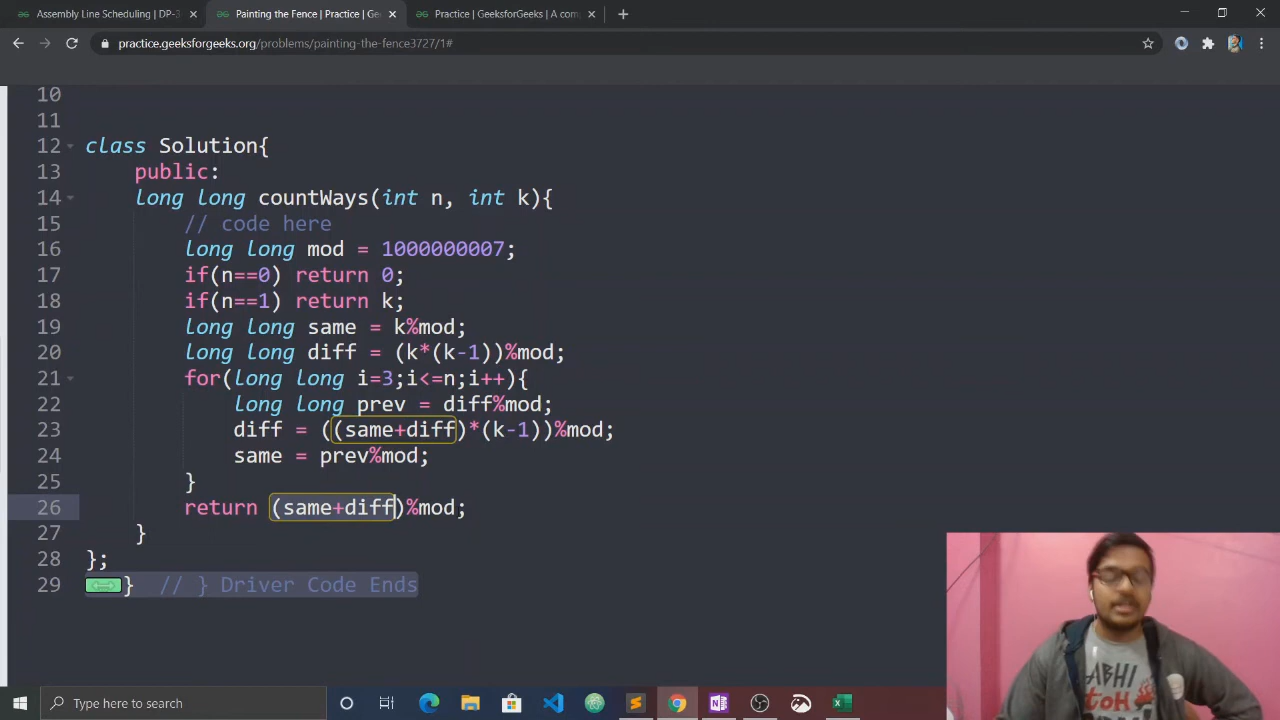 Assembly Line Scheduling | DP-3
Painting the Fence | Practice | Ge
Practice | GeeksforGeeks | A com
practice.geeksforgeeks.org/problems/painting-the-fence3727/1#
10
11
12 class Solution{
13 public:
14 long long countWays(int n, int k){
15 // code here
16 long long mod = 1000000007;
17 if(n==0) return 0;
18 if(n==1) return k;
19 long long same = k%mod;
20 long long diff = (k*(k-1))%mod;
21 for(long long i=3;i<=n;i++){
22 long long prev = diff%mod;
23 diff = ((same+diff)*(k-1))%mod;
24 same = prev%mod;
25 }
26 return (same+diff)%mod;
27 }
28 };
29 } // } Driver Code Ends
ABHI
toH
Type here to search